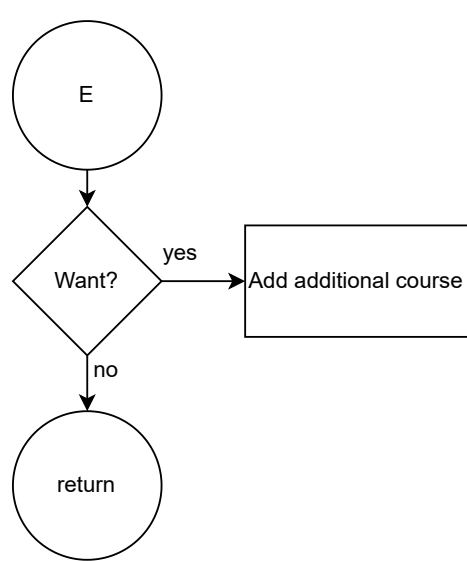 E
Want?
yes
Add additional course
no
return